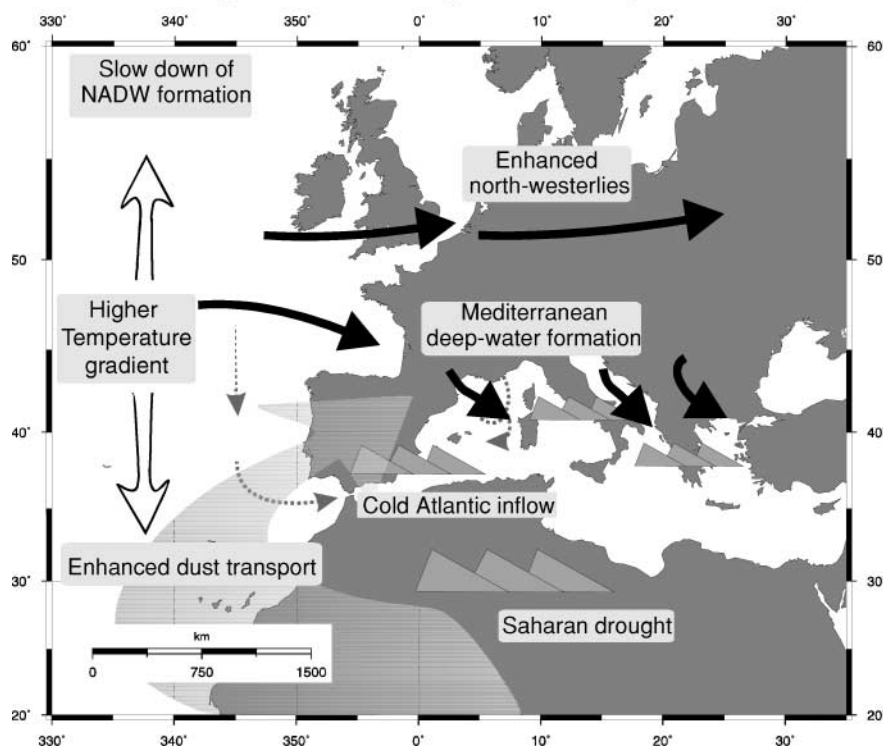 330˚ 340˚ 350˚ 0˚ 10˚ 20˚ 30˚
60˚ 60˚
Slow down of
NADW formation
Enhanced
north-westerlies
50 50
Higher
Temperature
gradient
Mediterranean
deep-water formation
40˚ 40˚
Cold Atlantic inflow
Enhanced dust transport
30˚ 30˚
Saharan drought
km
0 750 1500
20˚ 20˚
330˚ 340˚ 350˚ 0˚ 10˚ 20˚ 30˚